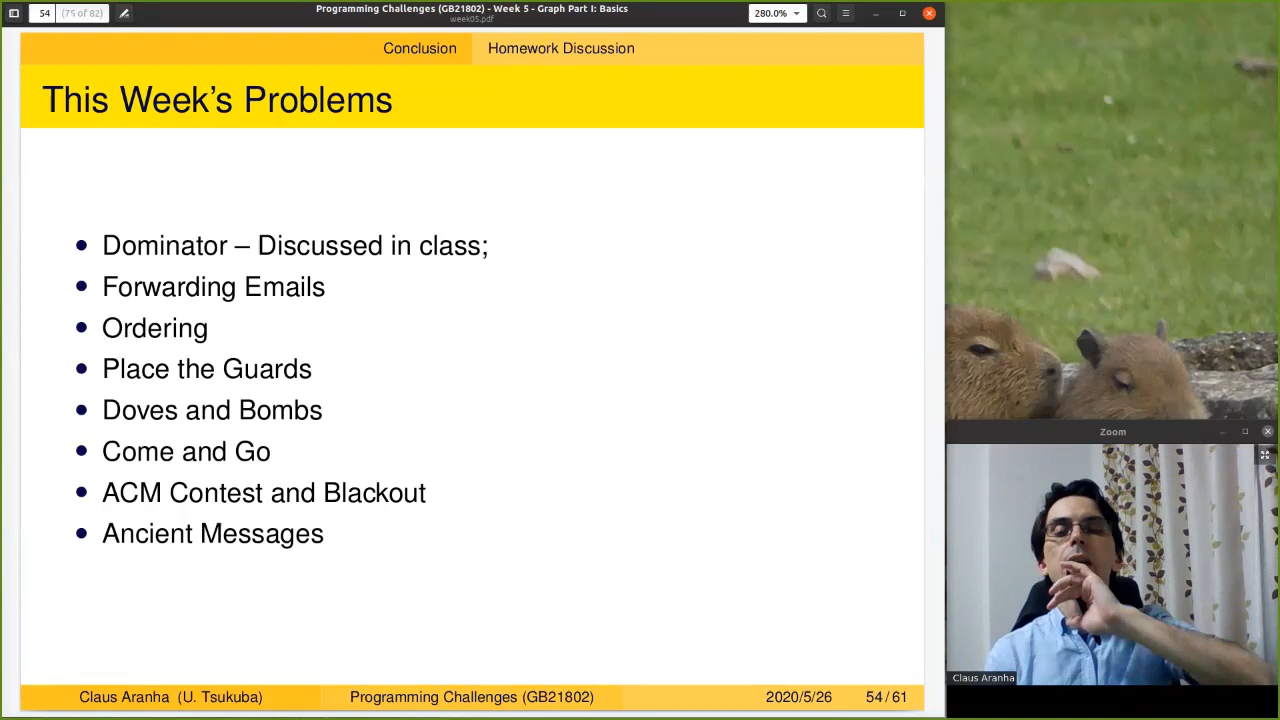 54 (75 of 82)
Programming Challenges (GB21802) - Week 5 - Graph Part I: Basics
week05.pdf
280.0%
Conclusion Homework Discussion
This Week's Problems
Dominator – Discussed in class;
Forwarding Emails
Ordering
Place the Guards
Doves and Bombs
Come and Go
ACM Contest and Blackout
Ancient Messages
Claus Aranha (U. Tsukuba) Programming Challenges (GB21802) 2020/5/26 54 / 61
Zoom
Claus Aranha